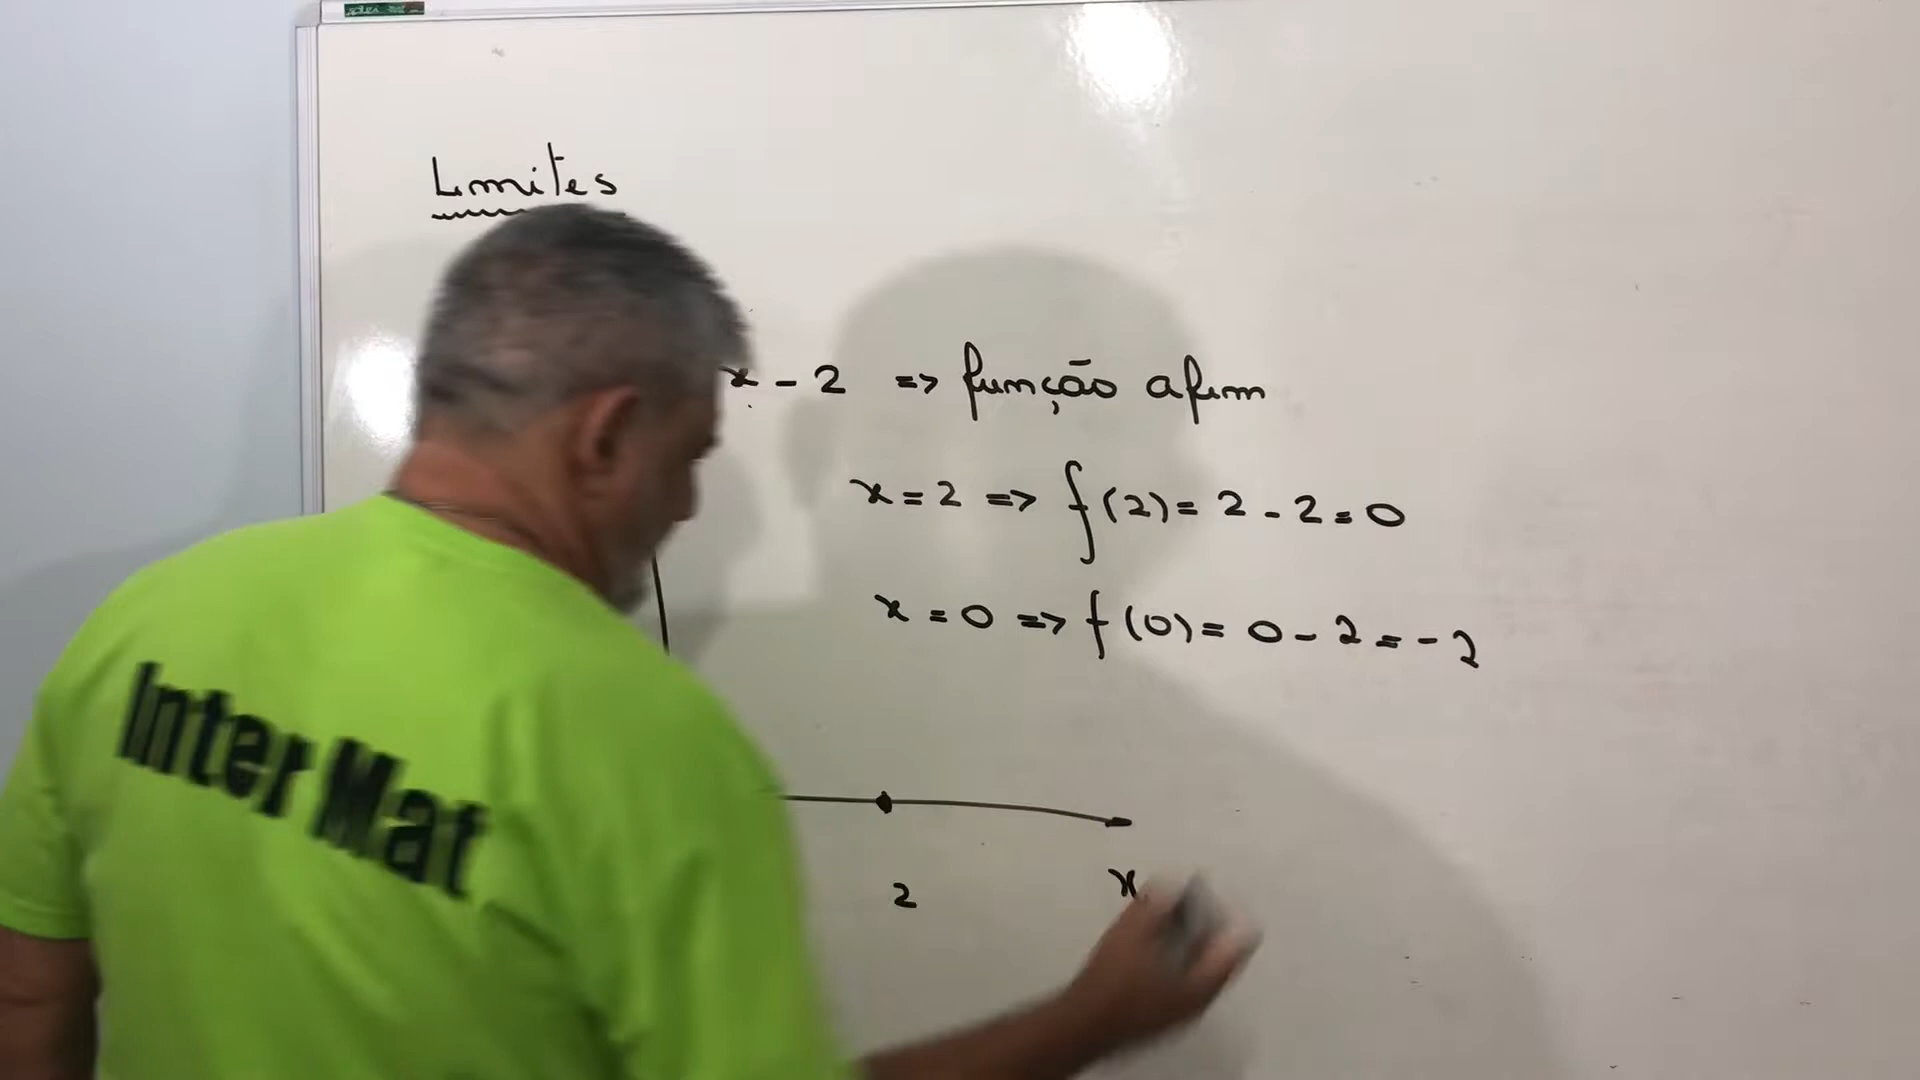 Limites
x - 2 => função afim
x = 2 => f(2) = 2 - 2 = 0
x = 0 => f(0) = 0 - 2 = -2
Inter Mat
2 x